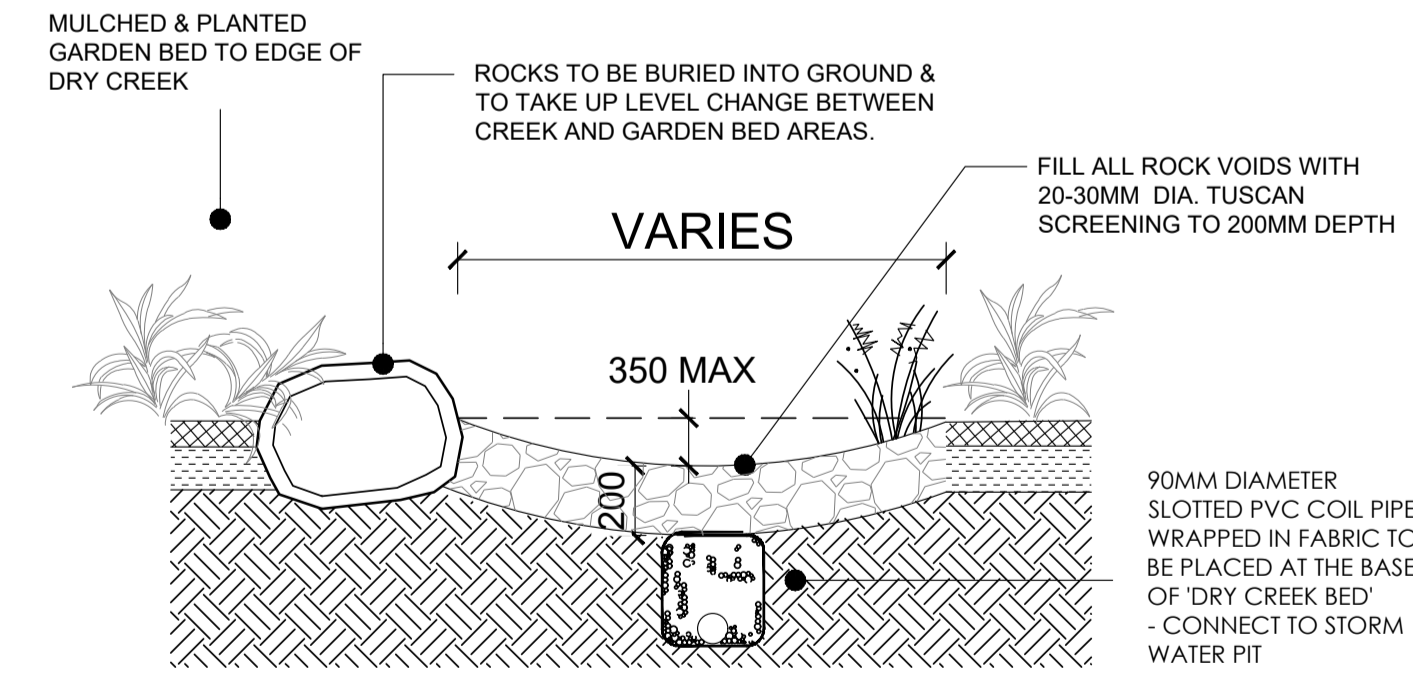 MULCHED & PLANTED
GARDEN BED TO EDGE OF
DRY CREEK
ROCKS TO BE BURIED INTO GROUND &
TO TAKE UP LEVEL CHANGE BETWEEN
CREEK AND GARDEN BED AREAS.
FILL ALL ROCK VOIDS WITH
20-30MM DIA. TUSCAN
SCREENING TO 200MM DEPTH
VARIES
350 MAX
200
90MM DIAMETER
SLOTTED PVC COIL PIPE
WRAPPED IN FABRIC TO
BE PLACED AT THE BASE
OF 'DRY CREEK BED'
- CONNECT TO STORM
WATER PIT